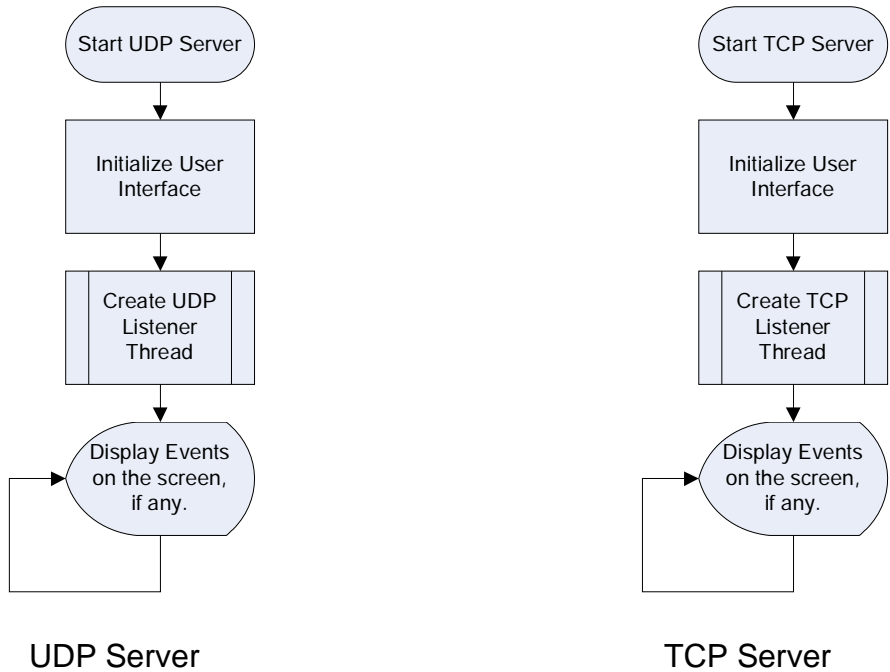 Start UDP Server
Initialize User
Interface
Create UDP
Listener
Thread
Display Events
on the screen,
if any.
UDP Server
Start TCP Server
Initialize User
Interface
Create TCP
Listener
Thread
Display Events
on the screen,
if any.
TCP Server